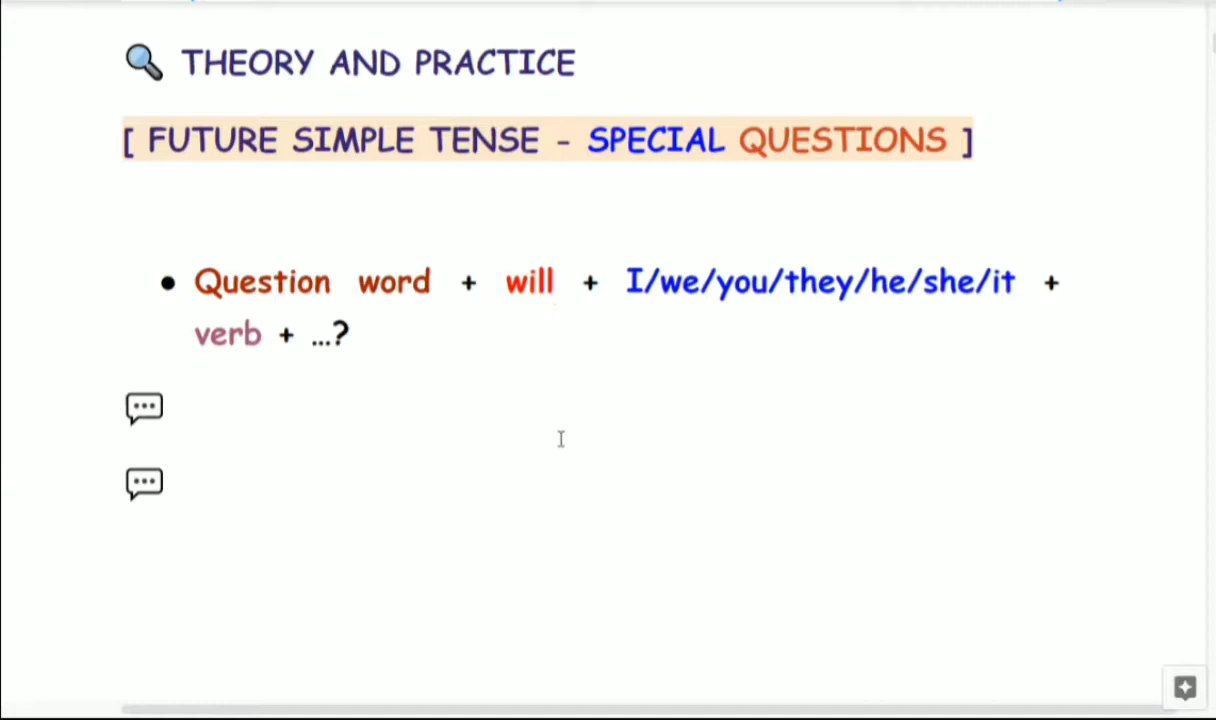 THEORY AND PRACTICE
[ FUTURE SIMPLE TENSE - SPECIAL QUESTIONS ]
● Question word + will + I/we/you/they/he/she/it +
verb + ...?